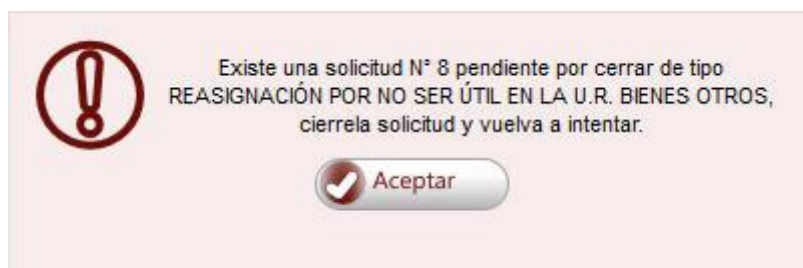 Existe una solicitud N° 8 pendiente por cerrar de tipo
REASIGNACIÓN POR NO SER ÚTIL EN LA U.R. BIENES OTROS,
cierrela solicitud y vuelva a intentar.
Aceptar